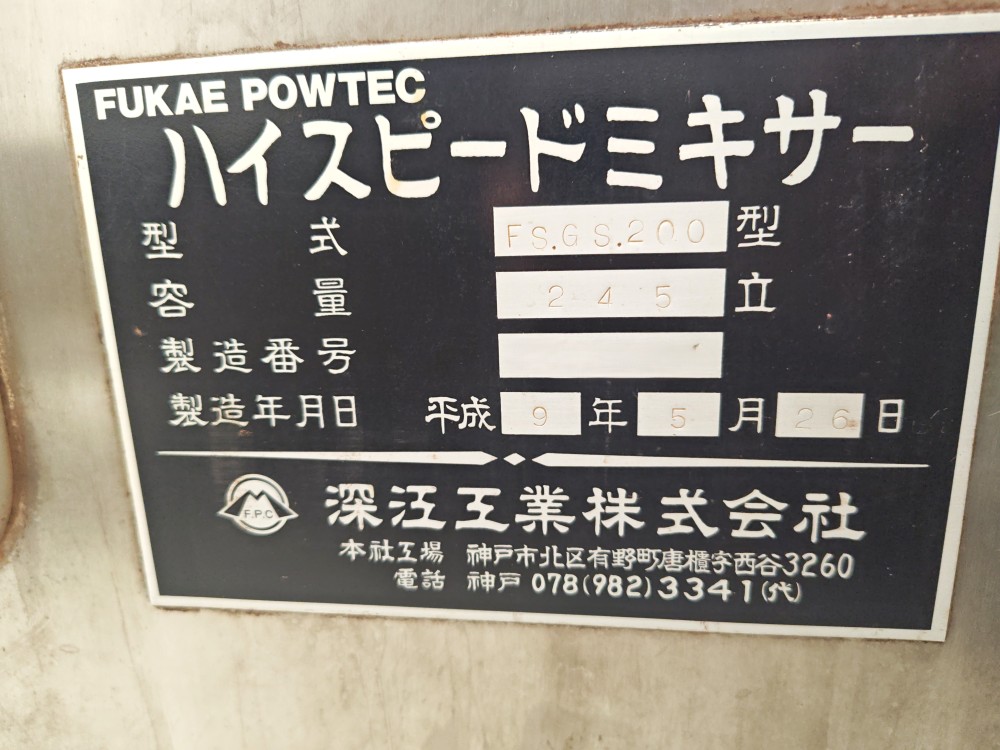 FUKAE POWTEC
ハイスピードミキサー
型 式 FS.GS.200 型
容 量 245 立
製造番号
製造年月日 平成 9 年 5 月 26 日
F.P.C
深江工業株式会社
本社工場 神戸市北区有野町唐櫃字西谷3260
電話 神戸 078(982)3341(代)